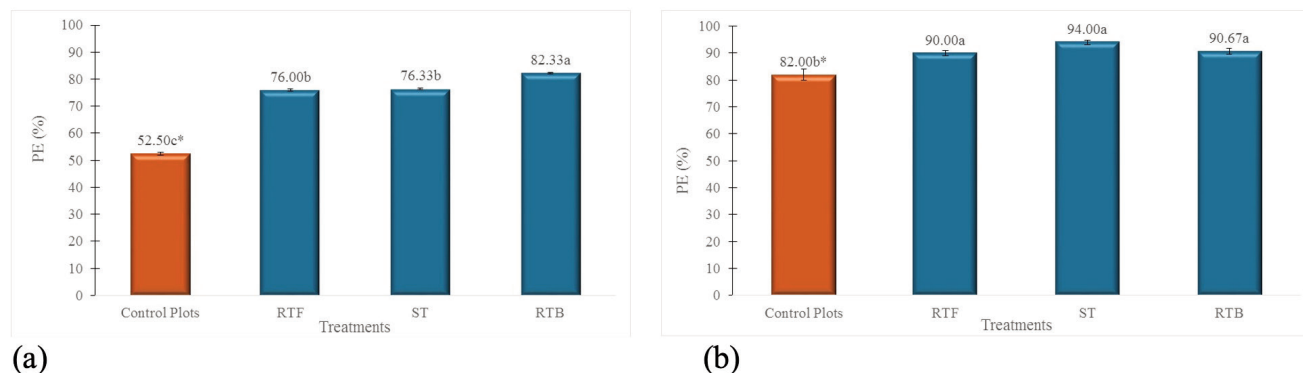 100
90
80
70
60
50
40
30
20
10
0
PE (%)
52.50c*
76.00b
76.33b
82.33a
Control Plots
RTF
ST
RTB
Treatments
(a)
100
90
80
70
60
50
40
30
20
10
0
PE (%)
82.00b*
90.00a
94.00a
90.67a
Control Plots
RTF
ST
RTB
Treatments
(b)